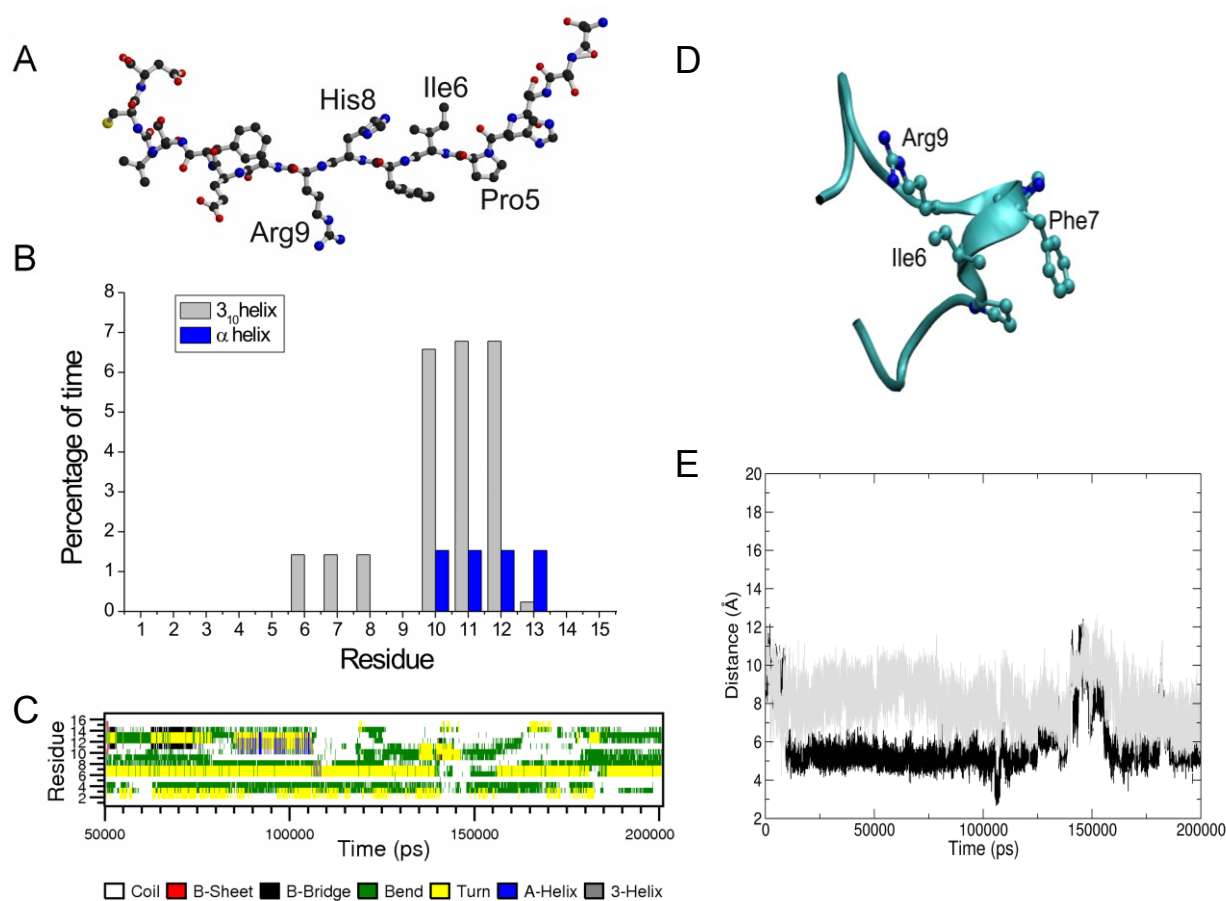 A
His8
Ile6
Pro5
Arg9
B
8
7
6
5
4
3
2
1
0
Percentage of time
3₁₀helix
α helix
1 2 3 4 5 6 7 8 9 10 11 12 13 14 15
Residue
C
16
14
12
10
8
6
4
2
Residue
50000 100000 150000 200000
Time (ps)
Coil B-Sheet B-Bridge Bend Turn A-Helix 3-Helix
D
Arg9
Phe7
Ile6
E
20
18
16
14
12
10
8
6
4
2
Distance (Å)
0 50000 100000 150000 200000
Time (ps)